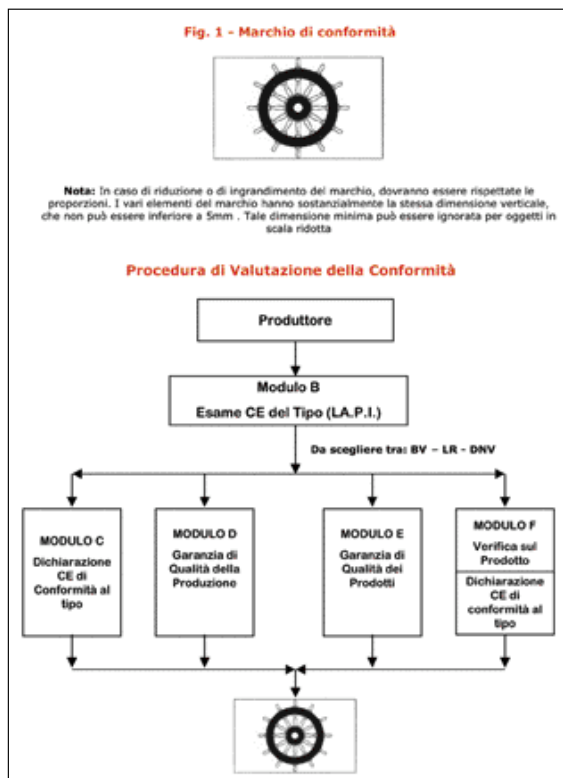 Fig. 1 - Marchio di conformità
Nota: In caso di riduzione o di ingrandimento del marchio, dovranno essere rispettate le
proporzioni. I vari elementi del marchio hanno sostanzialmente la stessa dimensione verticale,
che non può essere inferiore a 5mm . Tale dimensione minima può essere ignorata per oggetti in
scala ridotta
Procedura di Valutazione della Conformità
Produttore
Modulo B
Esame CE del Tipo (LA.P.I.)
Da scegliere tra: BV – LR - DNV
MODULO C
Dichiarazione
CE di
Conformità al
tipo
MODULO D
Garanzia di
Qualità della
Produzione
MODULO E
Garanzia di
Qualità dei
Prodotti
MODULO F
Verifica sul
Prodotto
Dichiarazione
CE di
conformità al
tipo